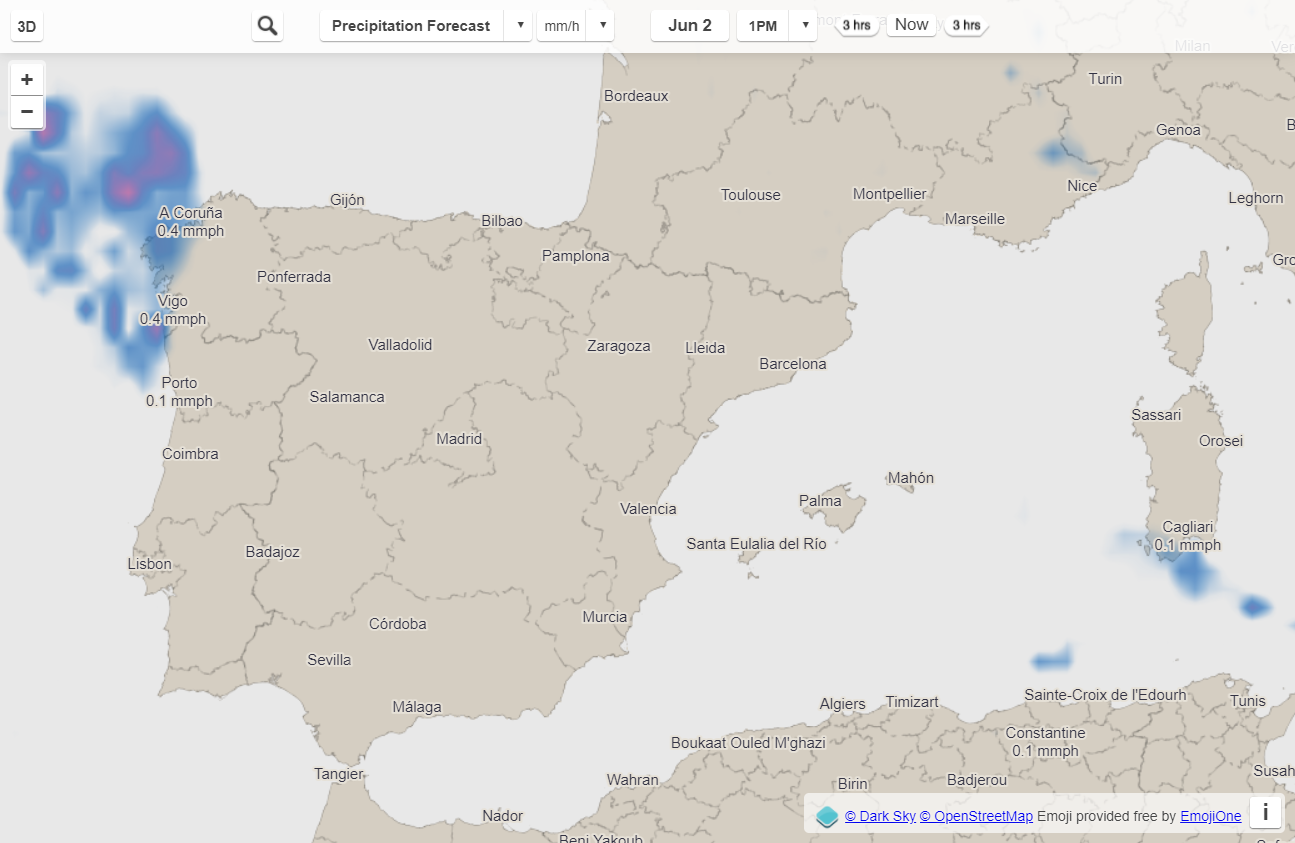 3D
Precipitation Forecast
mm/h
Jun 2
1PM
3 hrs
Now
3 hrs
+
−
Milan
Turin
Bordeaux
Genoa
Toulouse
Montpellier
Nice
Marseille
Leghorn
Gijón
A Coruña
0.4 mmph
Bilbao
Pamplona
Ponferrada
Vigo
0.4 mmph
Valladolid
Zaragoza
Lleida
Barcelona
Porto
0.1 mmph
Salamanca
Sassari
Orosei
Madrid
Coimbra
Mahón
Palma
Valencia
Cagliari
0.1 mmph
Santa Eulalia del Río
Badajoz
Lisbon
Murcia
Córdoba
Sevilla
Málaga
Algiers
Timizart
Sainte-Croix de l'Edourh
Tunis
Constantine
0.1 mmph
Boukaat Ouled M'ghazi
Tangier
Wahran
Birin
Badjerou
Susah
Nador
Beni Yakoub
© Dark Sky © OpenStreetMap Emoji provided free by EmojiOne
i